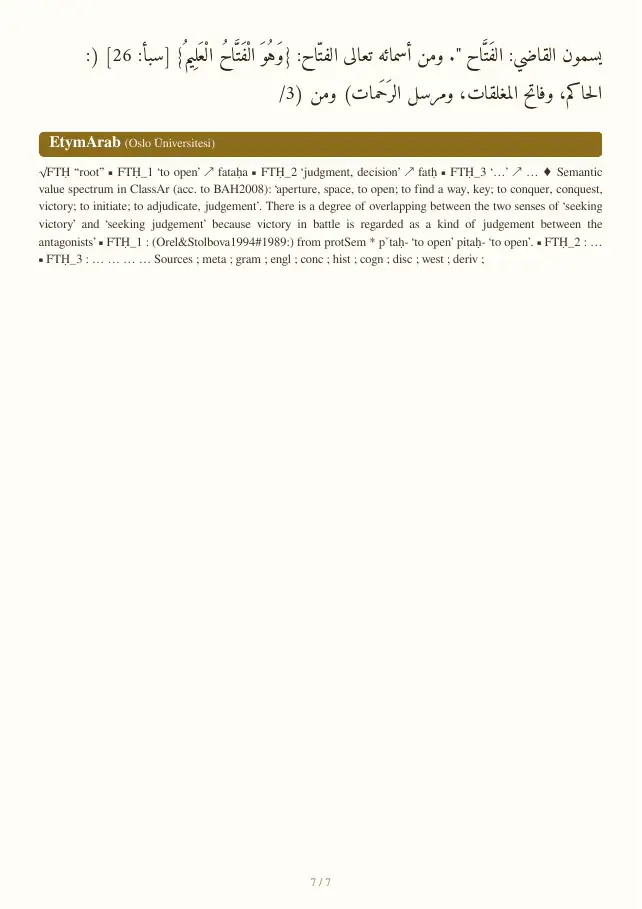 يسمون القاضي: الفَتَّاح ". ومن أسمائه تعالى الفتّاح: {وَهُوَ الْفَتَّاحُ الْعَلِيمُ} [سبأ: 26] (:
الحاكم، وفاتح المغلقات، ومرسل الرَحَمات) ومن (3/
EtymArab (Oslo Üniversitesi)
√FTḤ “root” ▪ FTḤ_1 ‘to open’ ↗ fataḥa ▪ FTḤ_2 ‘judgment, decision’ ↗ fatḥ ▪ FTḤ_3 ‘…’ ↗ … ♦ Semantic
value spectrum in ClassAr (acc. to BAH2008): ‘aperture, space, to open; to find a way, key; to conquer, conquest,
victory; to initiate; to adjudicate, judgement’. There is a degree of overlapping between the two senses of ‘seeking
victory’ and ‘seeking judgement’ because victory in battle is regarded as a kind of judgement between the
antagonists’ ▪ FTḤ_1 : (Orel&Stolbova1994#1989:) from protSem * pˇtaḥ- ‘to open’ pitaḥ- ‘to open’. ▪ FTḤ_2 : …
▪ FTḤ_3 : … … … … Sources ; meta ; gram ; engl ; conc ; hist ; cogn ; disc ; west ; deriv ;
7 / 7